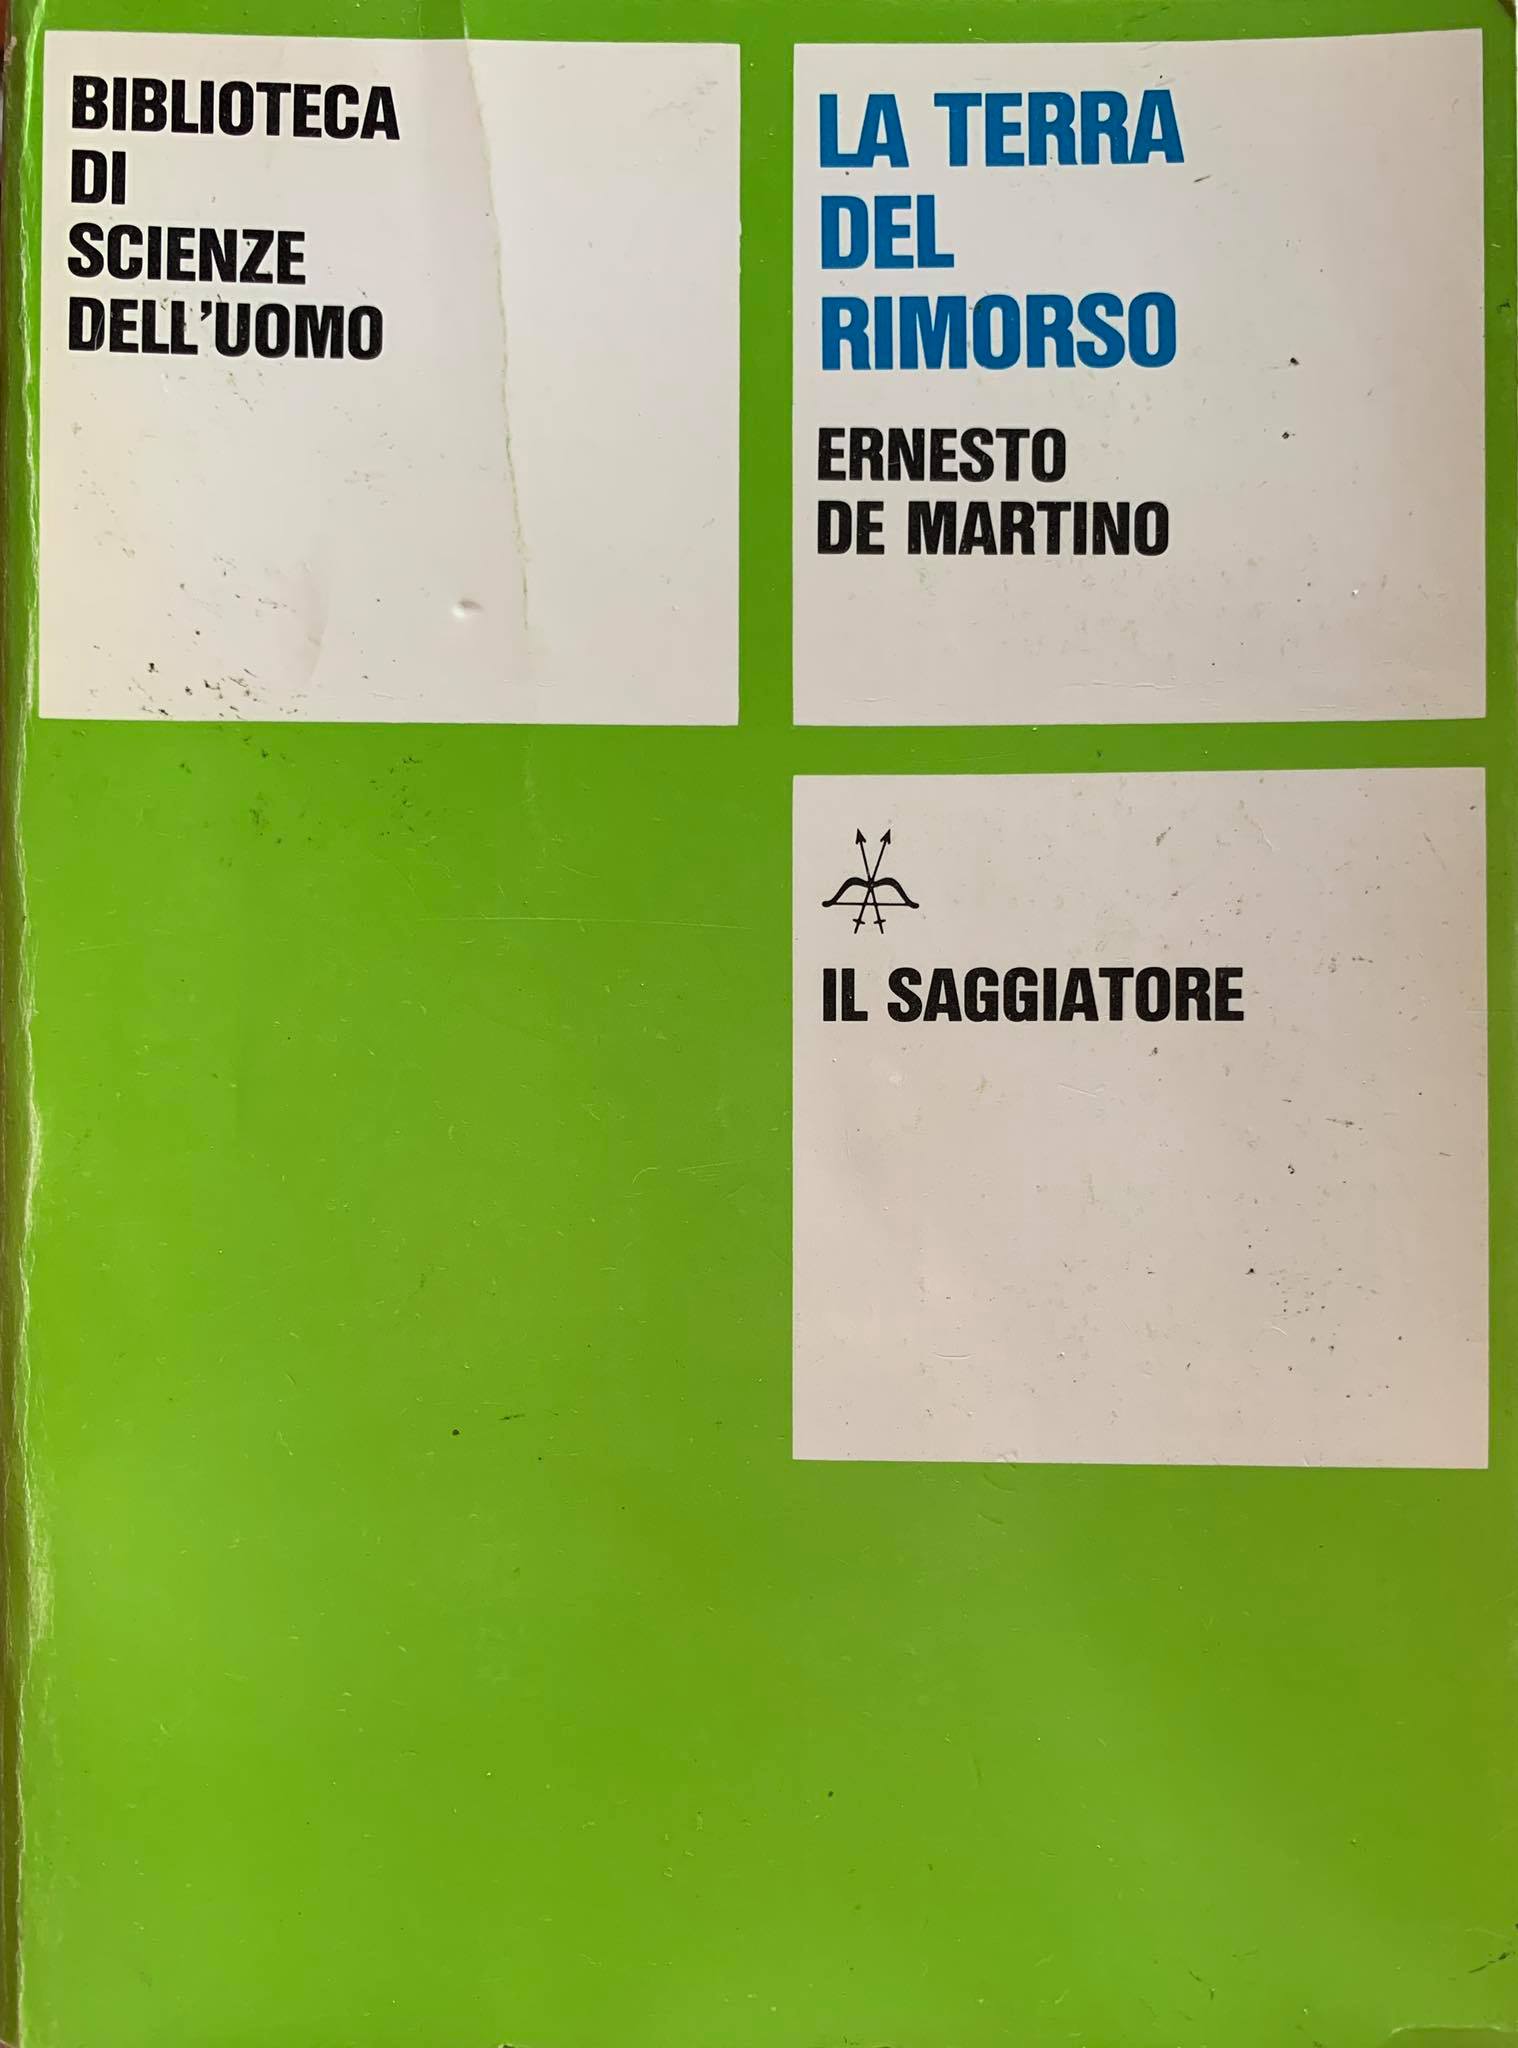 BIBLIOTECA
DI
SCIENZE
DELL'UOMO
LA TERRA
DEL
RIMORSO
ERNESTO
DE MARTINO
IL SAGGIATORE